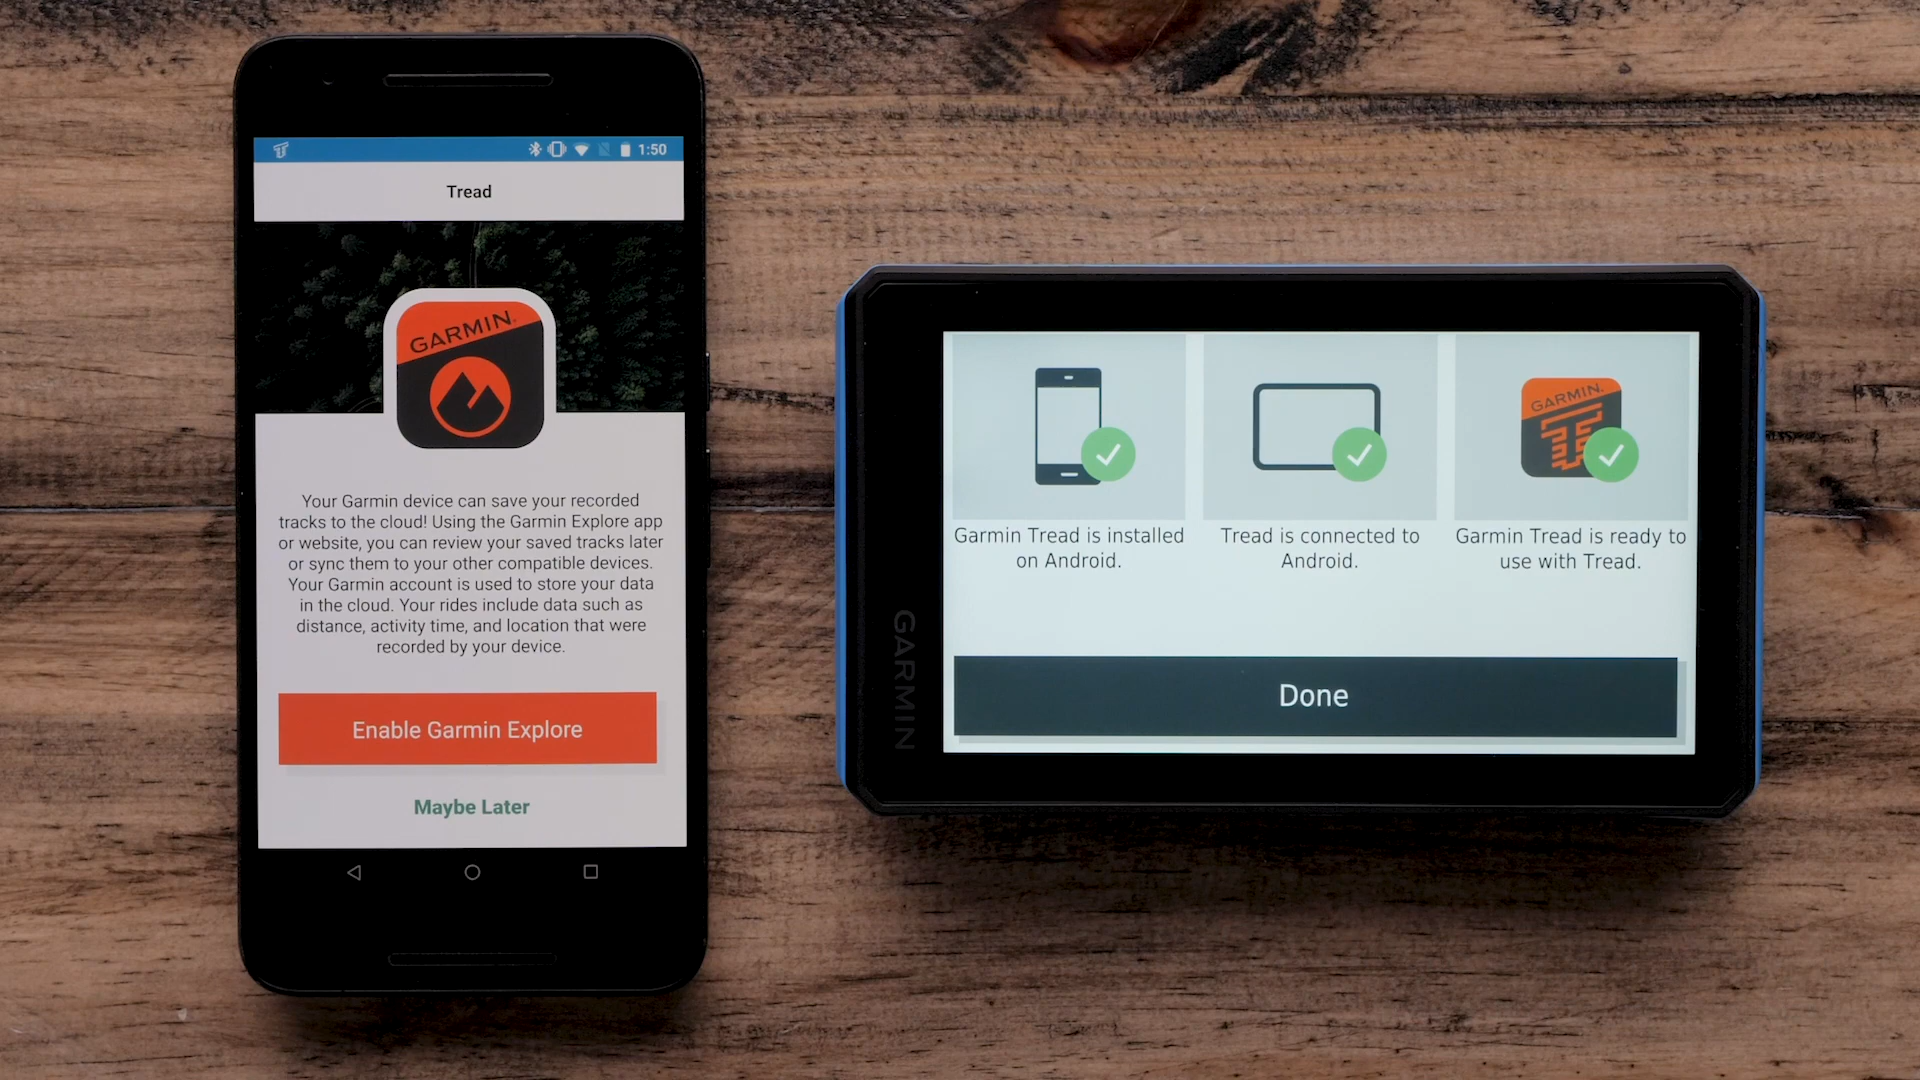 1:50
Tread
GARMIN
Your Garmin device can save your recorded
tracks to the cloud! Using the Garmin Explore app
or website, you can review your saved tracks later
or sync them to your other compatible devices.
Your Garmin account is used to store your data
in the cloud. Your rides include data such as
distance, activity time, and location that were
recorded by your device.
Enable Garmin Explore
Maybe Later
GARMIN
GARMIN
Garmin Tread is installed
on Android.
Tread is connected to
Android.
Garmin Tread is ready to
use with Tread.
Done